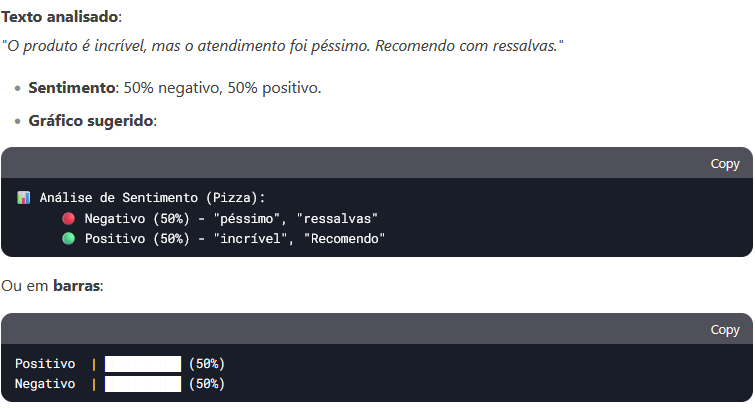 Texto analisado:
"O produto é incrível, mas o atendimento foi péssimo. Recomendo com ressalvas."
• Sentimento: 50% negativo, 50% positivo.
• Gráfico sugerido:
Copy
📊 Análise de Sentimento (Pizza):
🔴 Negativo (50%) - "péssimo", "ressalvas"
🟢 Positivo (50%) - "incrível", "Recomendo"
Ou em barras:
Copy
Positivo | ██████████ (50%)
Negativo | ██████████ (50%)